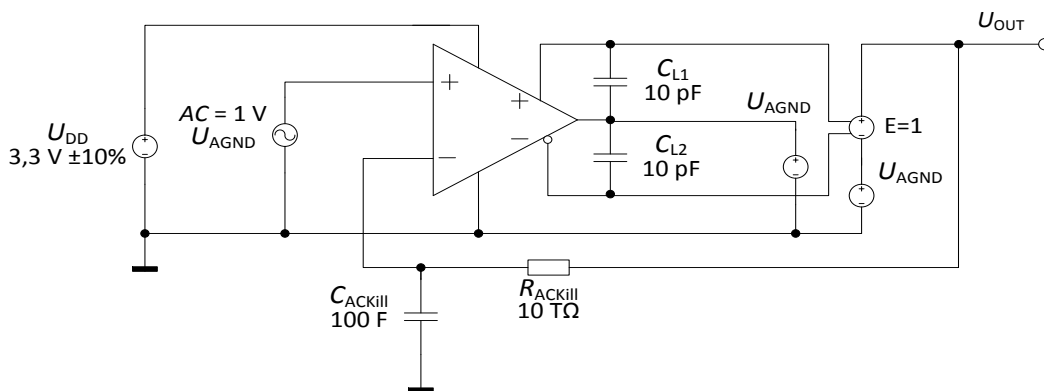 U_OUT
C_L1
10 pF
U_AGND
AC = 1 V
U_AGND
U_DD
3,3 V ±10%
+
−
+
−
C_L2
10 pF
E=1
U_AGND
C_ACKill
100 F
R_ACKill
10 TΩ